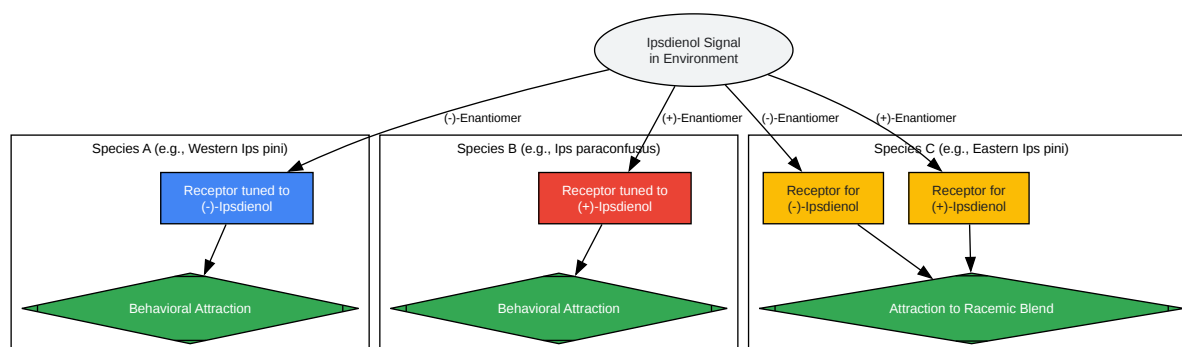 Ipsdienol Signal
in Environment
(-)-Enantiomer
(+)-Enantiomer
(-)-Enantiomer
(+)-Enantiomer
Species A (e.g., Western Ips pini)
Species B (e.g., Ips paraconfusus)
Species C (e.g., Eastern Ips pini)
Receptor tuned to
(-)-Ipsdienol
Receptor tuned to
(+)-Ipsdienol
Receptor for
(-)-Ipsdienol
Receptor for
(+)-Ipsdienol
Behavioral Attraction
Behavioral Attraction
Attraction to Racemic Blend